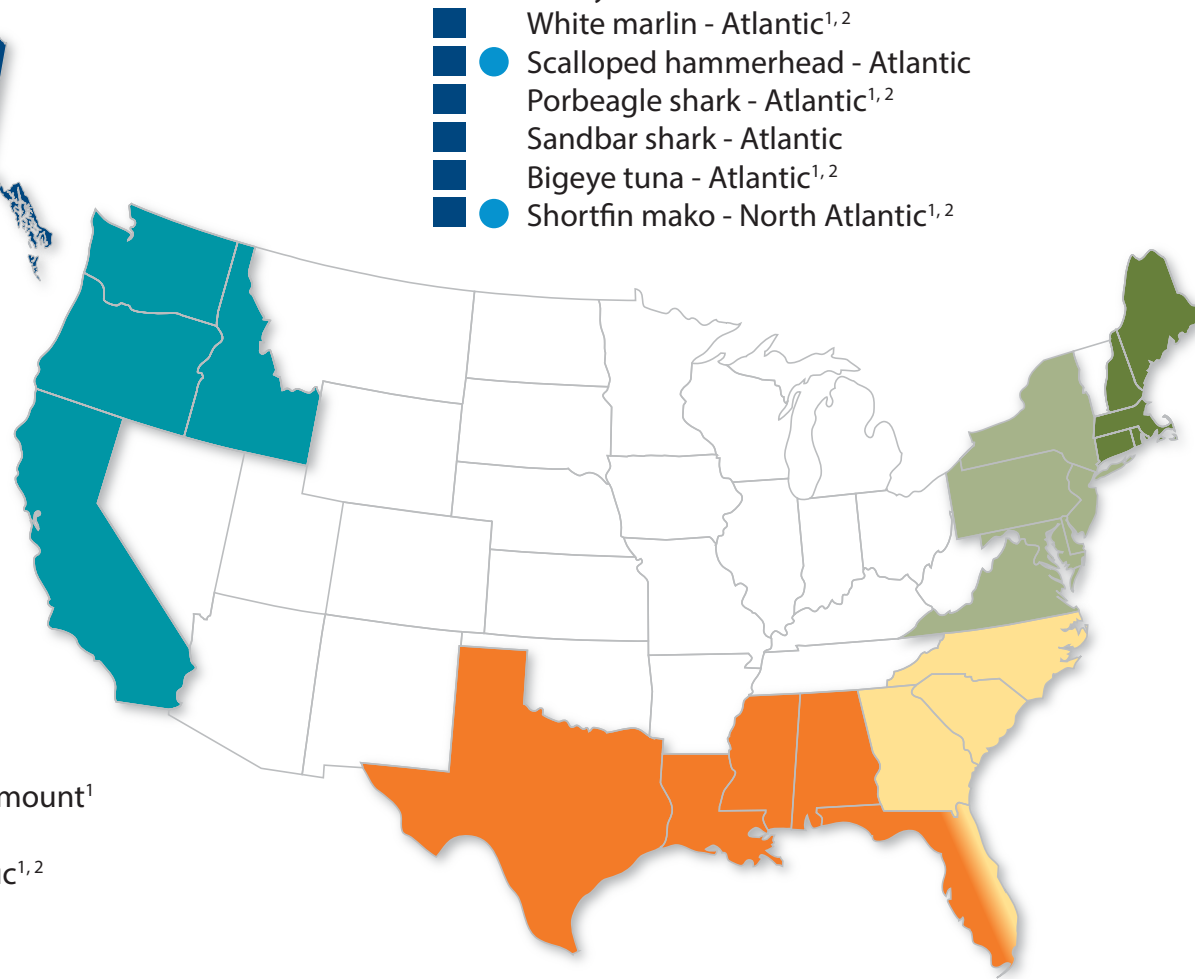 White marlin - Atlantic1, 2
Scalloped hammerhead - Atlantic
Porbeagle shark - Atlantic1, 2
Sandbar shark - Atlantic
Bigeye tuna - Atlantic1, 2
Shortfin mako - North Atlantic1, 2
mount1
c1, 2